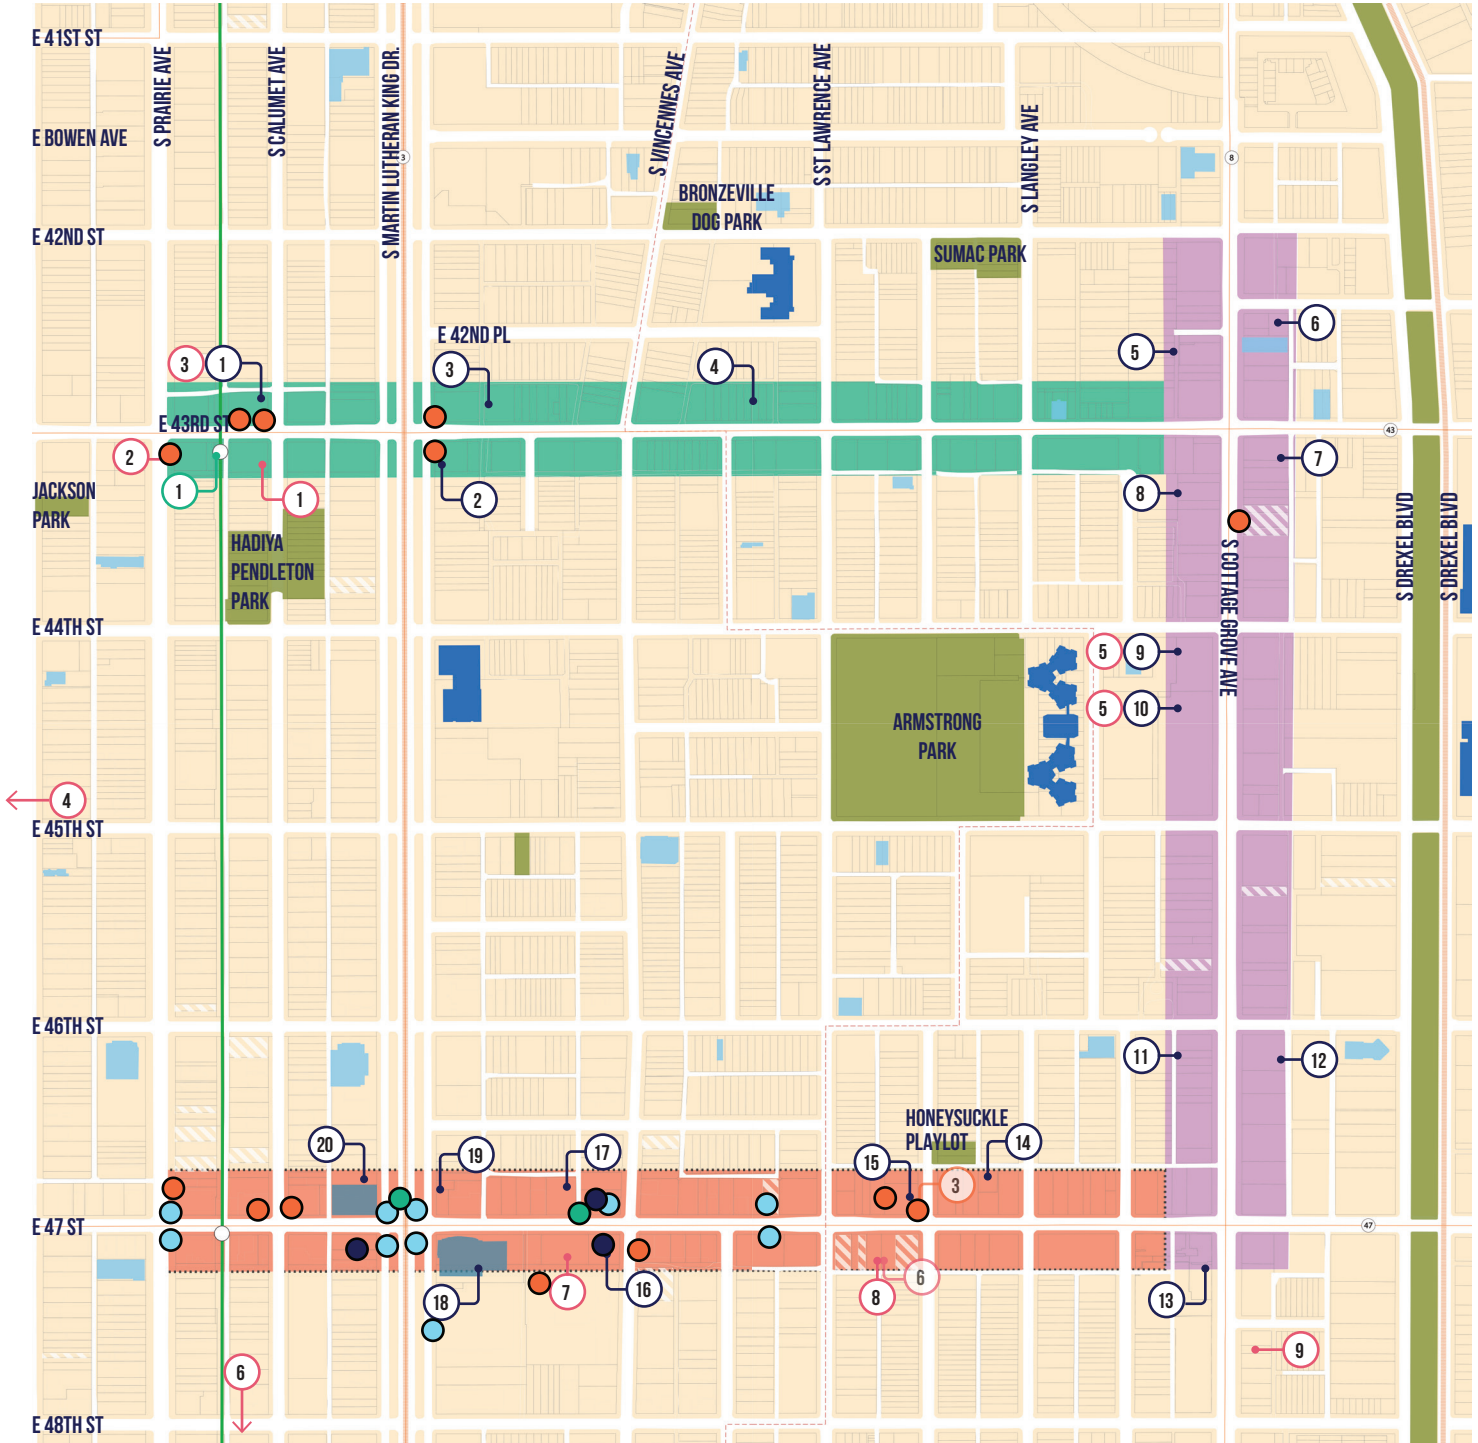 E 41ST ST
S PRAIRIE AVE
S CALUMET AVE
S MARTIN LUTHERAN KING DR.
S VINCENNES AVE
S ST LAWRENCE AVE
S LANGLEY AVE
E BOWEN AVE
3
8
BRONZEVILLE
DOG PARK
E 42ND ST
SUMAC PARK
E 42ND PL
6
5
3
1
3
4
E 43RD ST
43
2
1
1
2
7
8
JACKSON
PARK
HADIYA
PENDLETON
PARK
S COTTAGE GROVE AVE
S DREXEL BLVD
S DREXEL BLVD
E 44TH ST
5
9
5
10
ARMSTRONG
PARK
4
E 45TH ST
E 46TH ST
11
12
HONEYSUCKLE
PLAYLOT
20
19
17
15
14
3
E 47 ST
47
18
7
16
8
6
13
9
6
E 48TH ST